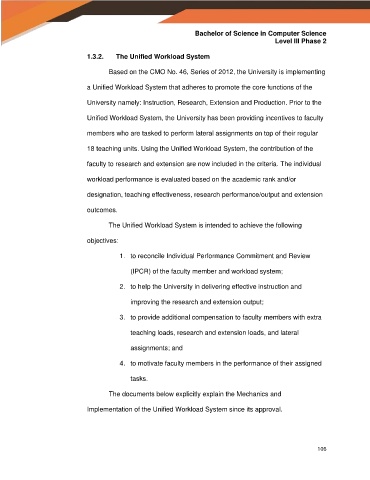 Bachelor of Science in Computer Science
Level III Phase 2
1.3.2. The Unified Workload System
Based on the CMO No. 46, Series of 2012, the University is implementing
a Unified Workload System that adheres to promote the core functions of the
University namely: Instruction, Research, Extension and Production. Prior to the
Unified Workload System, the University has been providing incentives to faculty
members who are tasked to perform lateral assignments on top of their regular
18 teaching units. Using the Unified Workload System, the contribution of the
faculty to research and extension are now included in the criteria. The individual
workload performance is evaluated based on the academic rank and/or
designation, teaching effectiveness, research performance/output and extension
outcomes.
The Unified Workload System is intended to achieve the following
objectives:
1. to reconcile Individual Performance Commitment and Review
(IPCR) of the faculty member and workload system;
2. to help the University in delivering effective instruction and
improving the research and extension output;
3. to provide additional compensation to faculty members with extra
teaching loads, research and extension loads, and lateral
assignments; and
4. to motivate faculty members in the performance of their assigned
tasks.
The documents below explicitly explain the Mechanics and
Implementation of the Unified Workload System since its approval.